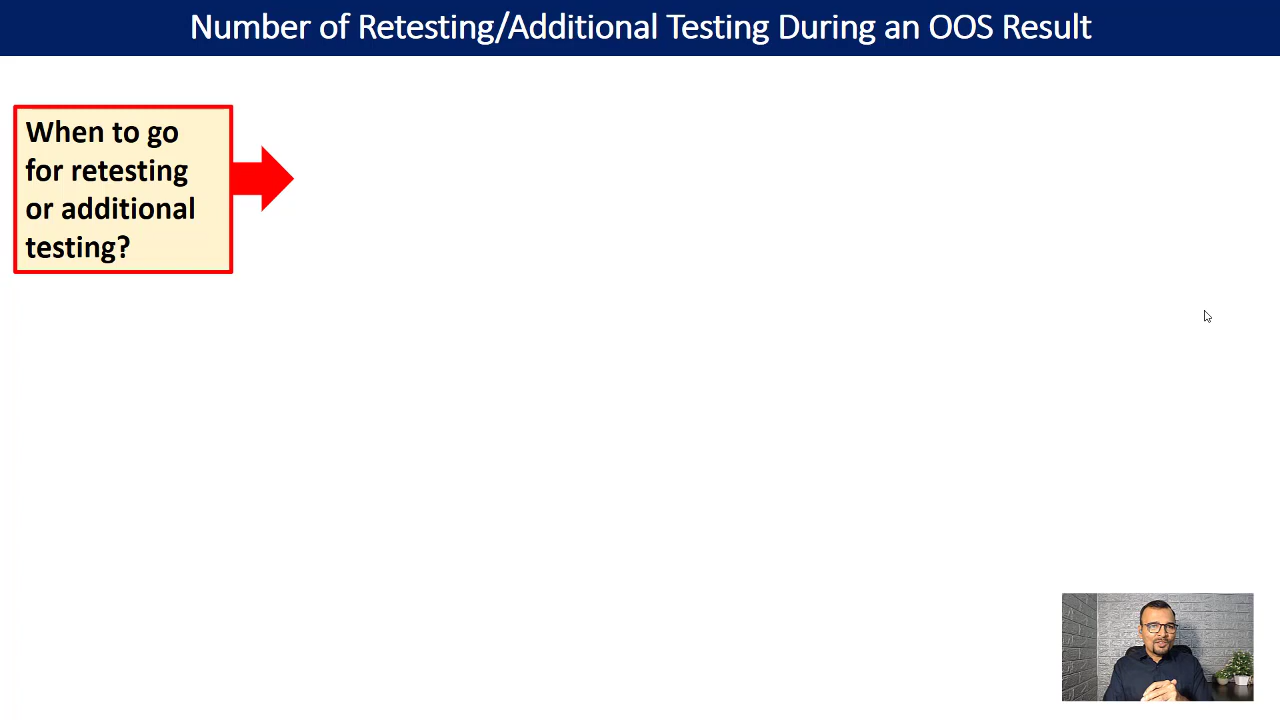 Number of Retesting/Additional Testing During an OOS Result
When to go
for retesting
or additional
testing?